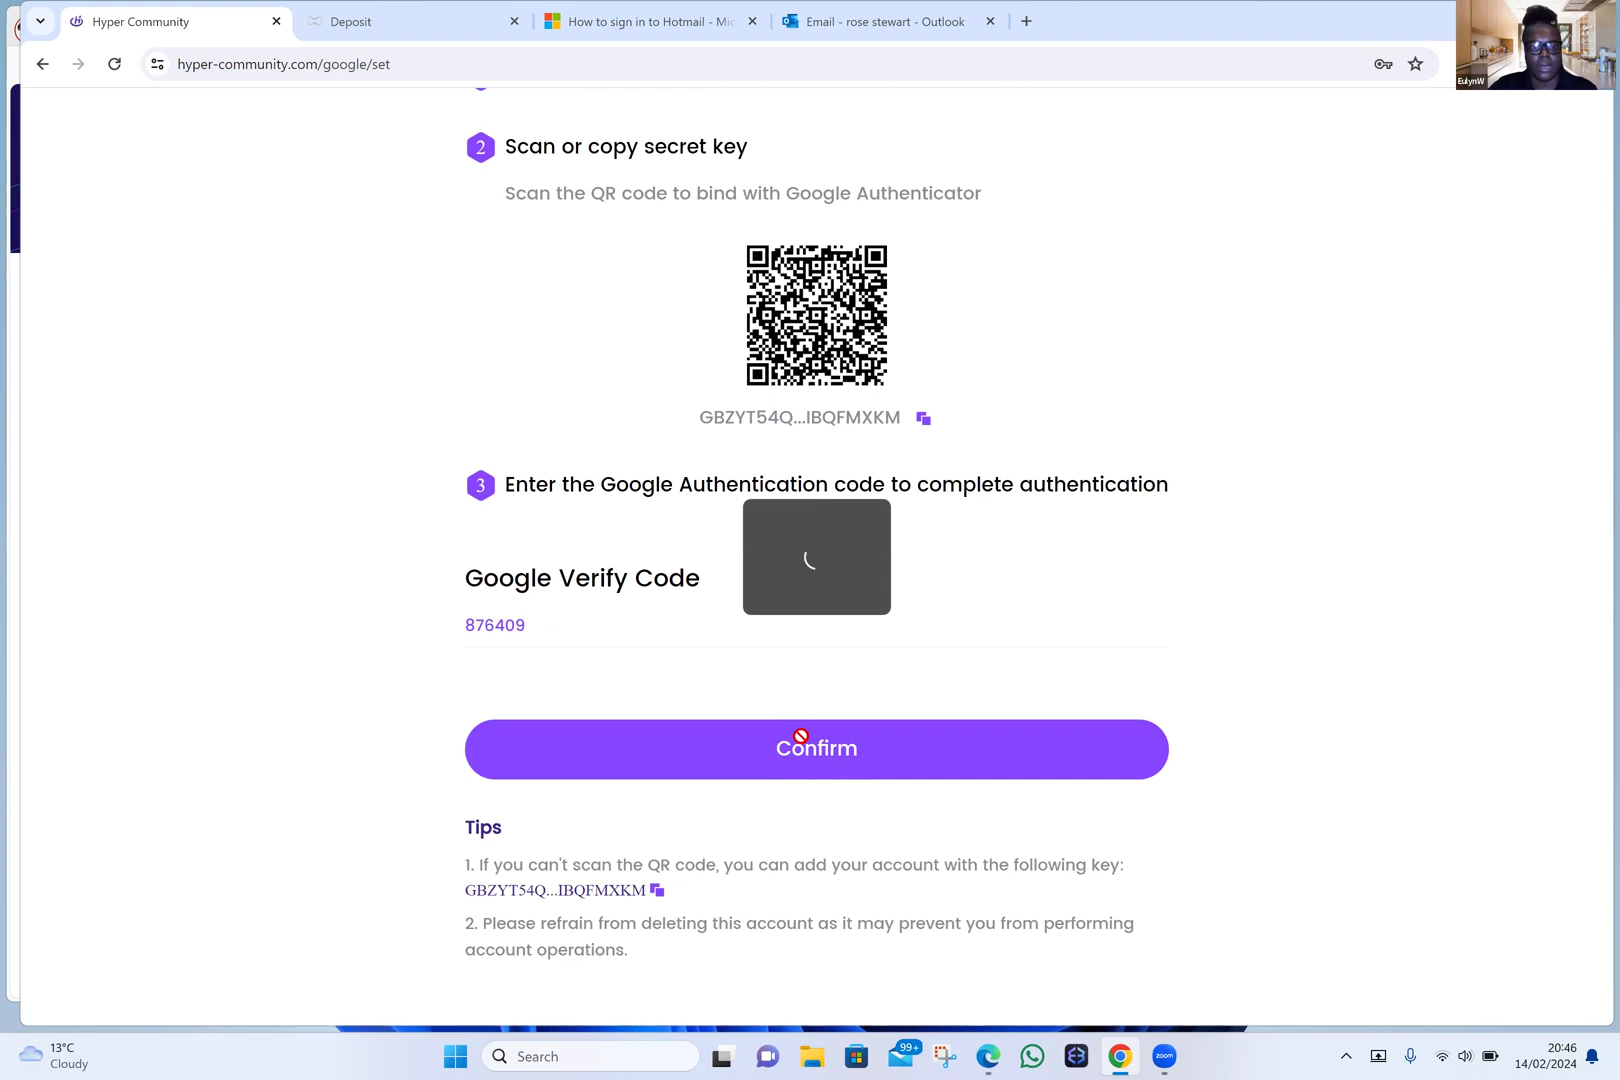 Hyper Community
Deposit
How to sign in to Hotmail - Mic
Email - rose stewart - Outlook
hyper-community.com/google/set
EulynW
2 Scan or copy secret key
Scan the QR code to bind with Google Authenticator
GBZYT54Q...IBQFMXKM
3 Enter the Google Authentication code to complete authentication
Google Verify Code
876409
Confirm
Tips
1. If you can't scan the QR code, you can add your account with the following key:
GBZYT54Q...IBQFMXKM
2. Please refrain from deleting this account as it may prevent you from performing
account operations.
13°C
Cloudy
Search
99+
zoom
20:46
14/02/2024